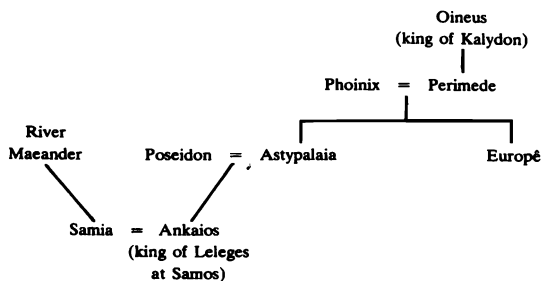 Oineus
(king of Kalydon)
Phoinix = Perimede
River
Maeander
Poseidon = Astypalaia
Europê
Samia = Ankaios
(king of Leleges
at Samos)